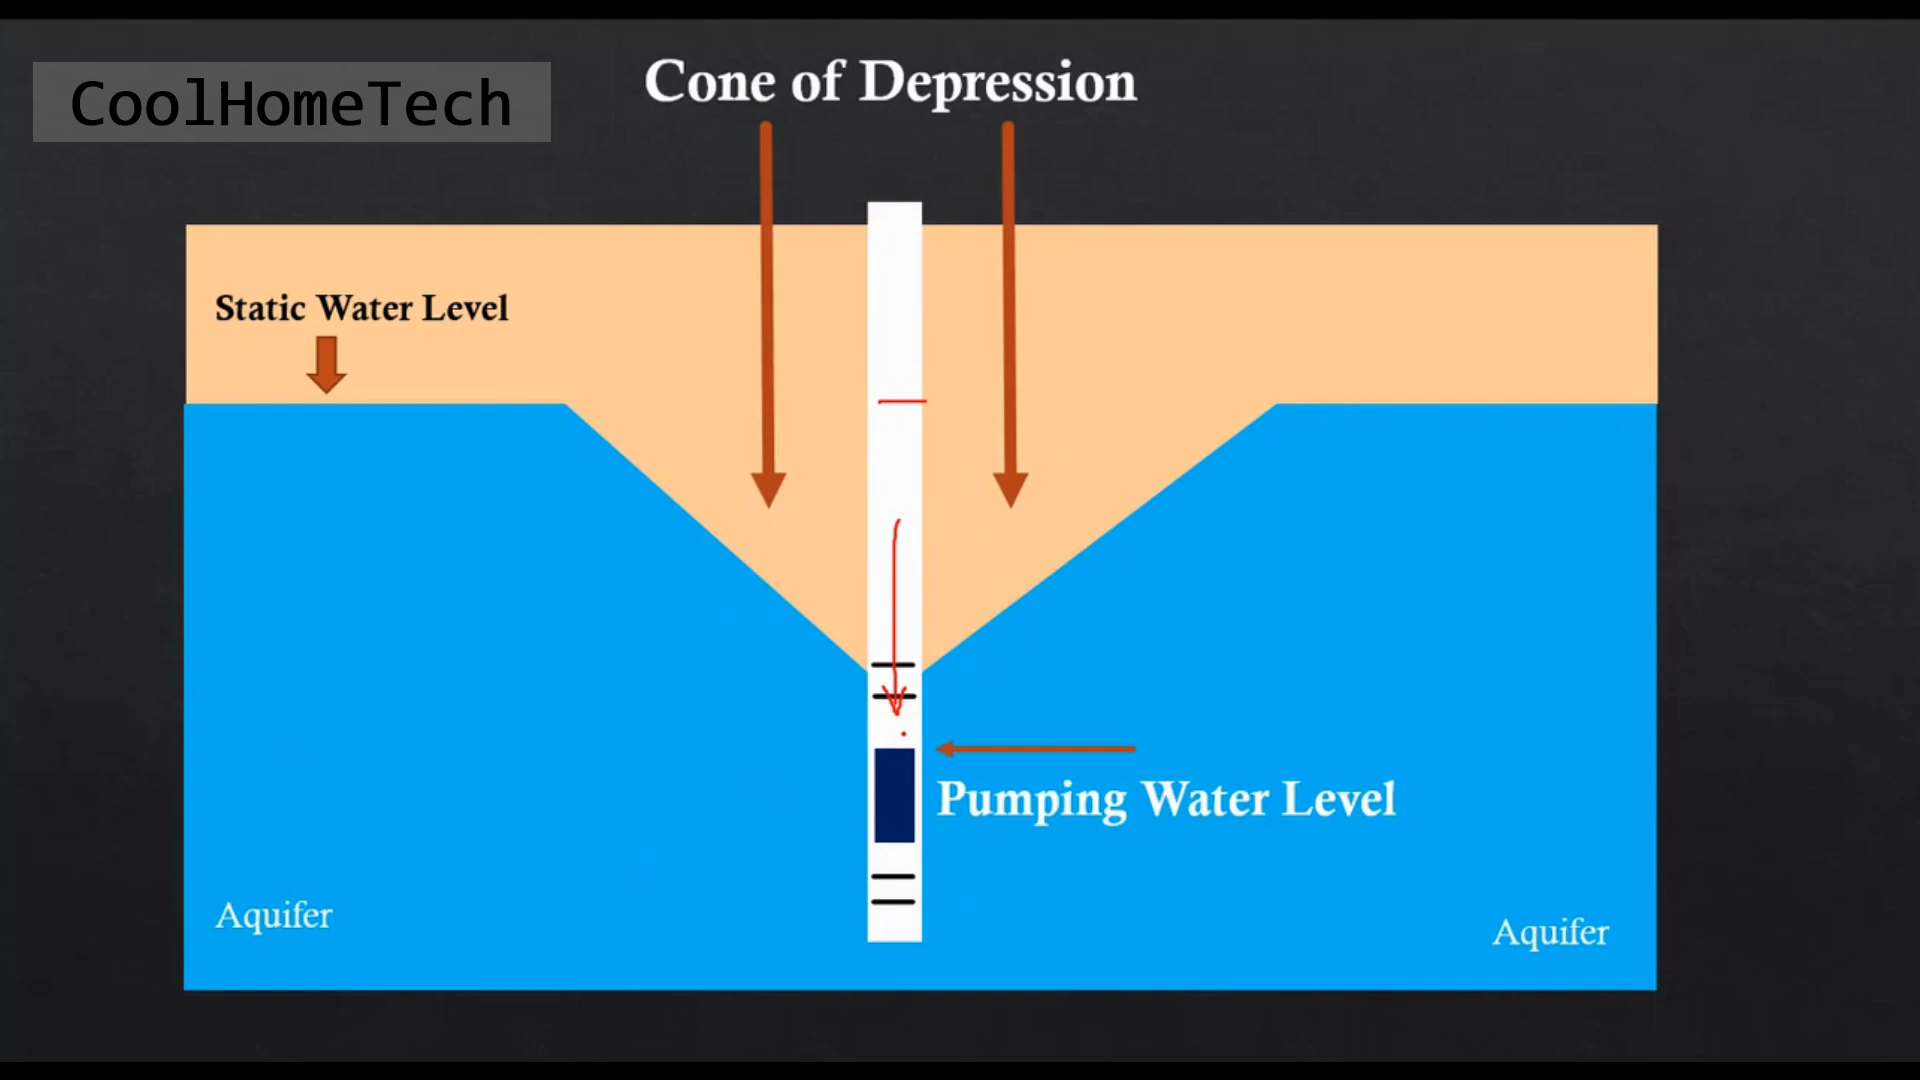 CoolHomeTech
Cone of Depression
Static Water Level
Pumping Water Level
Aquifer
Aquifer